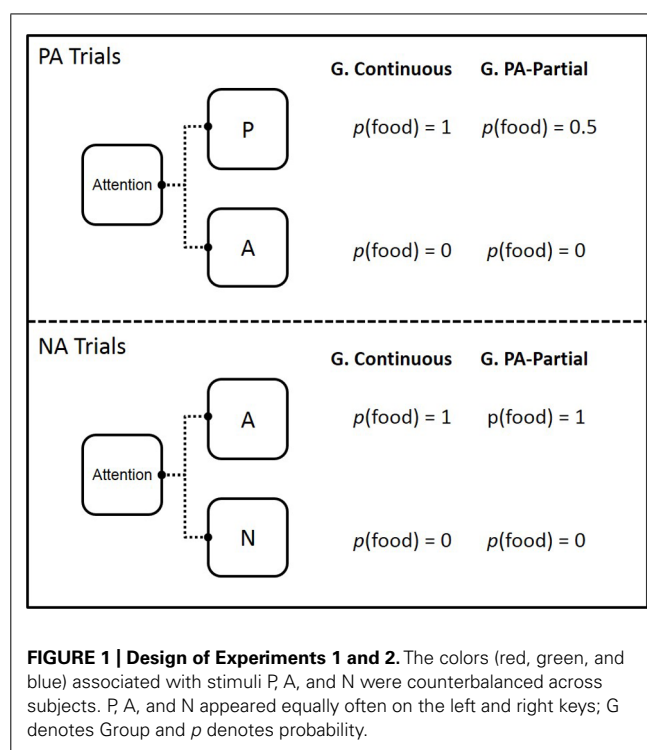 PA Trials
G. Continuous G. PA-Partial
P
p(food) = 1 p(food) = 0.5
Attention
A
p(food) = 0 p(food) = 0
NA Trials
G. Continuous G. PA-Partial
A
p(food) = 1 p(food) = 1
Attention
N
p(food) = 0 p(food) = 0
FIGURE 1 | Design of Experiments 1 and 2. The colors (red, green, and
blue) associated with stimuli P, A, and N were counterbalanced across
subjects. P, A, and N appeared equally often on the left and right keys; G
denotes Group and p denotes probability.